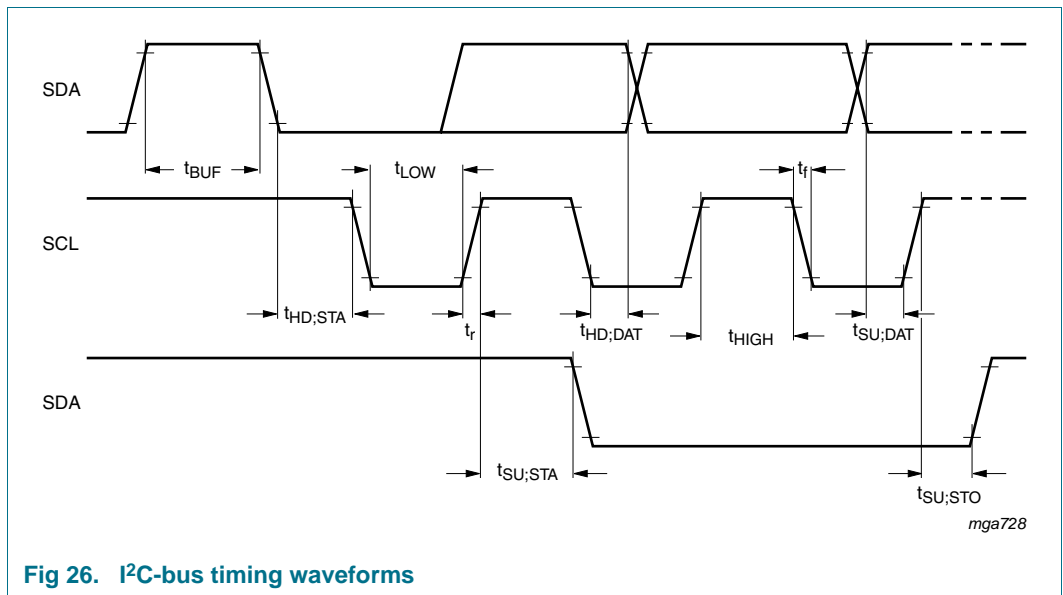 SDA
tBUF
tLOW
tf
SCL
tHD;STA
tr
tHD;DAT
tHIGH
tSU;DAT
SDA
tSU;STA
tSU;STO
mga728
Fig 26. I²C-bus timing waveforms